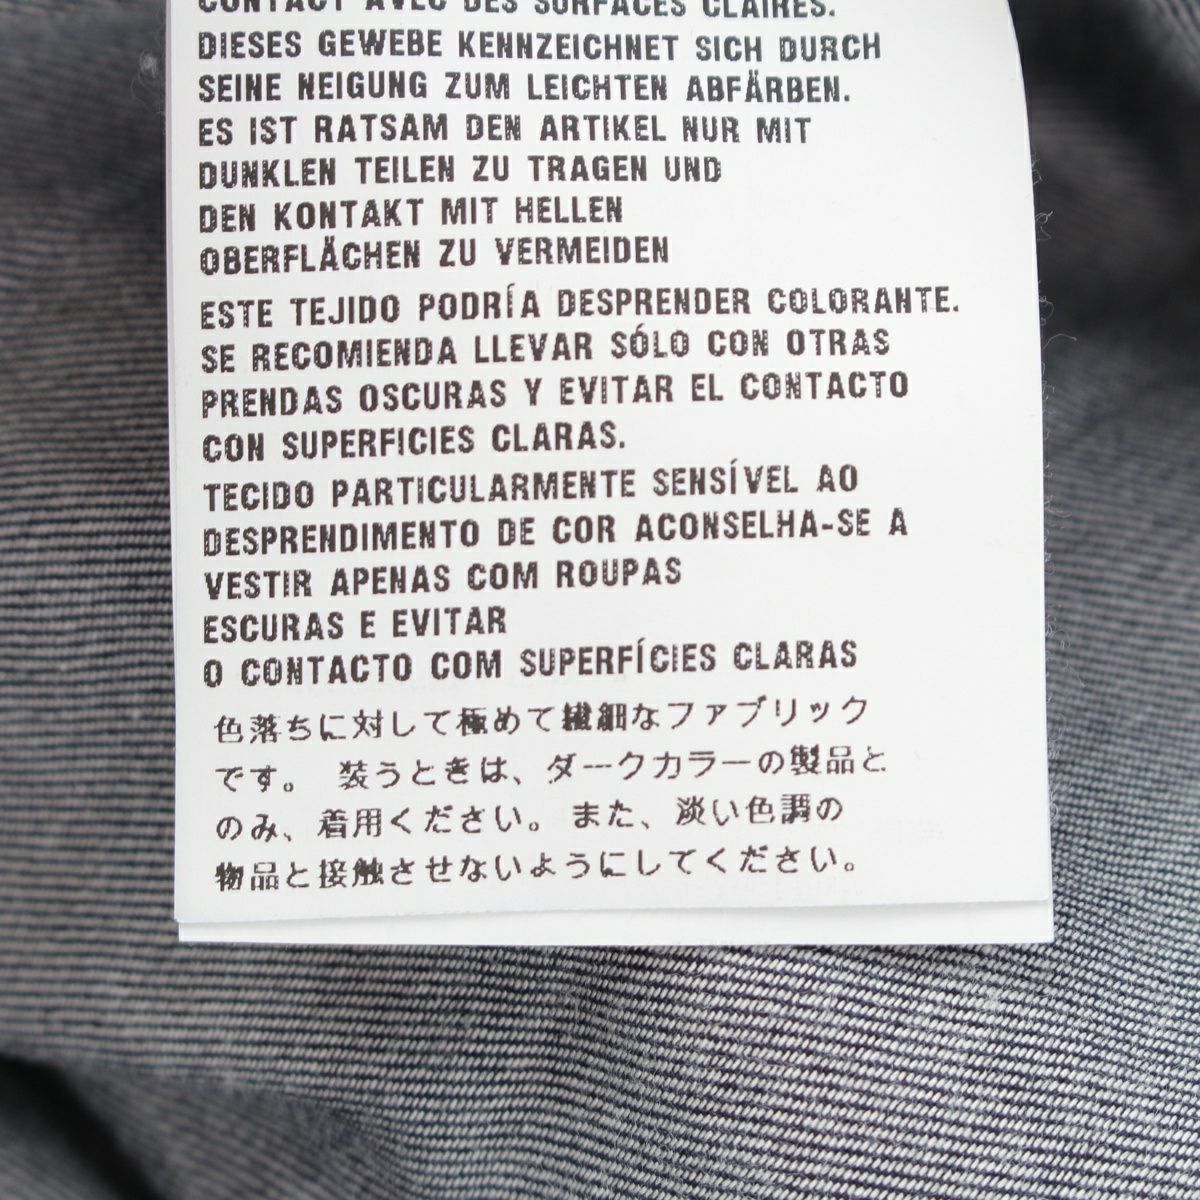 CONTACT AVEC DES SURFACES CLAIRES.
DIESES GEWEBE KENNZEICHNET SICH DURCH
SEINE NEIGUNG ZUM LEICHTEN ABFÄRBEN.
ES IST RATSAM DEN ARTIKEL NUR MIT
DUNKLEN TEILEN ZU TRAGEN UND
DEN KONTAKT MIT HELLEN
OBERFLÄCHEN ZU VERMEIDEN
ESTE TEJIDO PODRÍA DESPRENDER COLORANTE.
SE RECOMIENDA LLEVAR SÓLO CON OTRAS
PRENDAS OSCURAS Y EVITAR EL CONTACTO
CON SUPERFICIES CLARAS.
TECIDO PARTICULARMENTE SENSÍVEL AO
DESPRENDIMENTO DE COR ACONSELHA-SE A
VESTIR APENAS COM ROUPAS
ESCURAS E EVITAR
O CONTACTO COM SUPERFÍCIES CLARAS
色落ちに対して極めて繊細なファブリック
です。 装うときは、ダークカラーの製品と
のみ、着用ください。また、淡い色調の
物品と接触させないようにしてください。